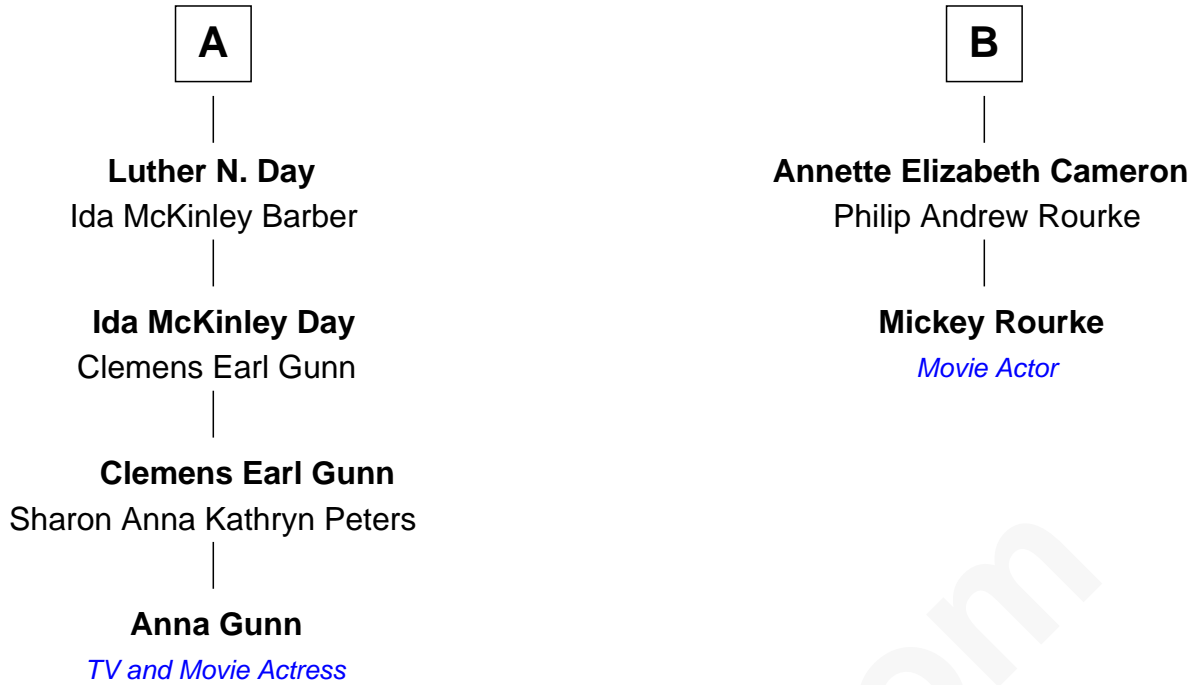 A
Luther N. Day
Ida McKinley Barber
Ida McKinley Day
Clemens Earl Gunn
Clemens Earl Gunn
Sharon Anna Kathryn Peters
Anna Gunn
TV and Movie Actress
B
Annette Elizabeth Cameron
Philip Andrew Rourke
Mickey Rourke
Movie Actor
om